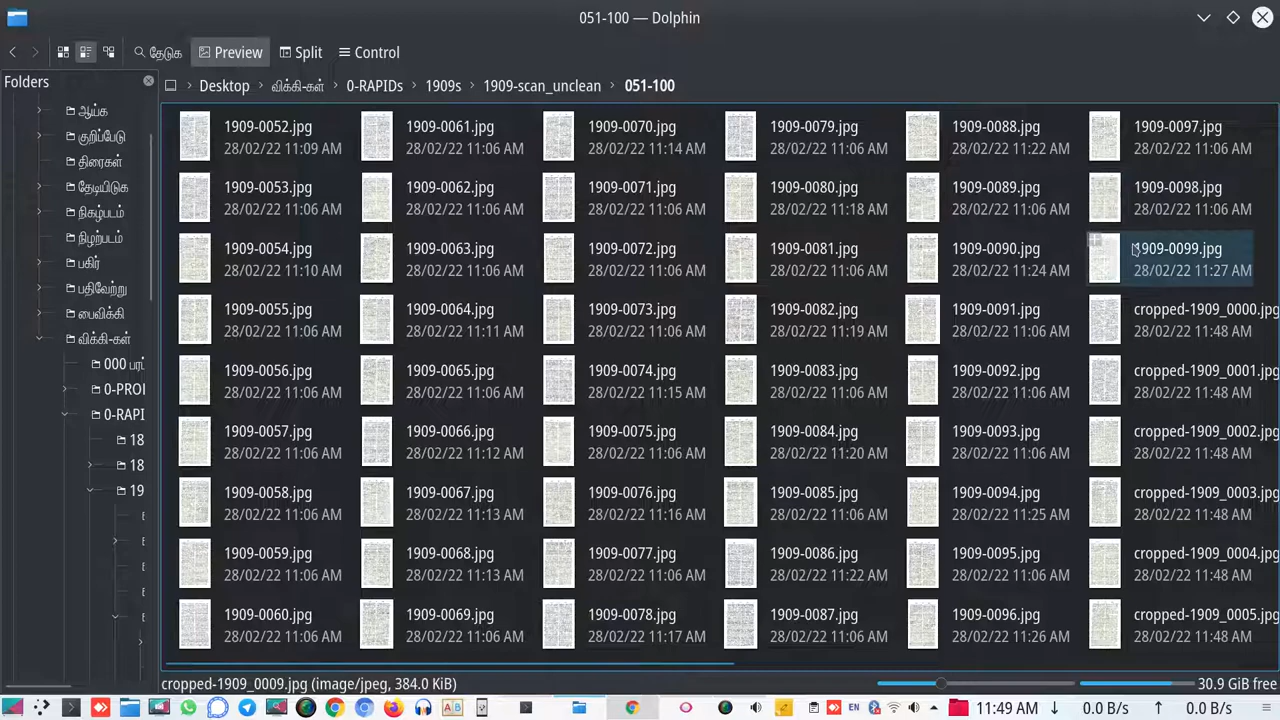 051-100 — Dolphin
தேடுக Preview Split Control
Folders
Desktop விக்கி-கள் 0-RAPIDs 1909s 1909-scan_unclean 051-100
ஆய்க
குறிப்பேடு
திரைகள்
தேடியிடுக
நிகழ்படம்
நிழற்படம்
பகிர்
பதிவேற்று
பைவிக்கி
விக்கி-கள்
000 பரட்
0-PROI
0-RAPI
18
18
19
1909-0052.jpg
28/02/22 11:09 AM
1909-0053.jpg
28/02/22 11:06 AM
1909-0054.jpg
28/02/22 11:10 AM
1909-0055.jpg
28/02/22 11:06 AM
1909-0056.jpg
28/02/22 11:06 AM
1909-0057.jpg
28/02/22 11:06 AM
1909-0058.jpg
28/02/22 11:06 AM
1909-0059.jpg
28/02/22 11:06 AM
1909-0060.jpg
28/02/22 11:06 AM
1909-0061.jpg
28/02/22 11:06 AM
1909-0062.jpg
28/02/22 11:06 AM
1909-0063.jpg
28/02/22 11:06 AM
1909-0064.jpg
28/02/22 11:11 AM
1909-0065.jpg
28/02/22 11:06 AM
1909-0066.jpg
28/02/22 11:12 AM
1909-0067.jpg
28/02/22 11:13 AM
1909-0068.jpg
28/02/22 11:13 AM
1909-0069.jpg
28/02/22 11:06 AM
1909-0070.jpg
28/02/22 11:14 AM
1909-0071.jpg
28/02/22 11:06 AM
1909-0072.jpg
28/02/22 11:06 AM
1909-0073.jpg
28/02/22 11:06 AM
1909-0074.jpg
28/02/22 11:15 AM
1909-0075.jpg
28/02/22 11:06 AM
1909-0076.jpg
28/02/22 11:16 AM
1909-0077.jpg
28/02/22 11:06 AM
1909-0078.jpg
28/02/22 11:17 AM
1909-0079.jpg
28/02/22 11:06 AM
1909-0080.jpg
28/02/22 11:18 AM
1909-0081.jpg
28/02/22 11:06 AM
1909-0082.jpg
28/02/22 11:19 AM
1909-0083.jpg
28/02/22 11:06 AM
1909-0084.jpg
28/02/22 11:20 AM
1909-0085.jpg
28/02/22 11:06 AM
1909-0086.jpg
28/02/22 11:22 AM
1909-0087.jpg
28/02/22 11:06 AM
1909-0088.jpg
28/02/22 11:22 AM
1909-0089.jpg
28/02/22 11:06 AM
1909-0090.jpg
28/02/22 11:24 AM
1909-0091.jpg
28/02/22 11:06 AM
1909-0092.jpg
28/02/22 11:06 AM
1909-0093.jpg
28/02/22 11:06 AM
1909-0094.jpg
28/02/22 11:25 AM
1909-0095.jpg
28/02/22 11:06 AM
1909-0096.jpg
28/02/22 11:26 AM
1909-0097.jpg
28/02/22 11:06 AM
1909-0098.jpg
28/02/22 11:06 AM
1909-0099.jpg
28/02/22 11:27 AM
cropped-1909_0000.jpg
28/02/22 11:48 AM
cropped-1909_0001.jpg
28/02/22 11:48 AM
cropped-1909_0002.jpg
28/02/22 11:48 AM
cropped-1909_0003.jpg
28/02/22 11:48 AM
cropped-1909_0004.jpg
28/02/22 11:48 AM
cropped-1909_0005.jpg
28/02/22 11:48 AM
cropped-1909_0009.jpg (image/jpeg, 384.0 KiB) 30.9 GiB free
EN 11:49 AM ↓ 0.0 B/s ↑ 0.0 B/s